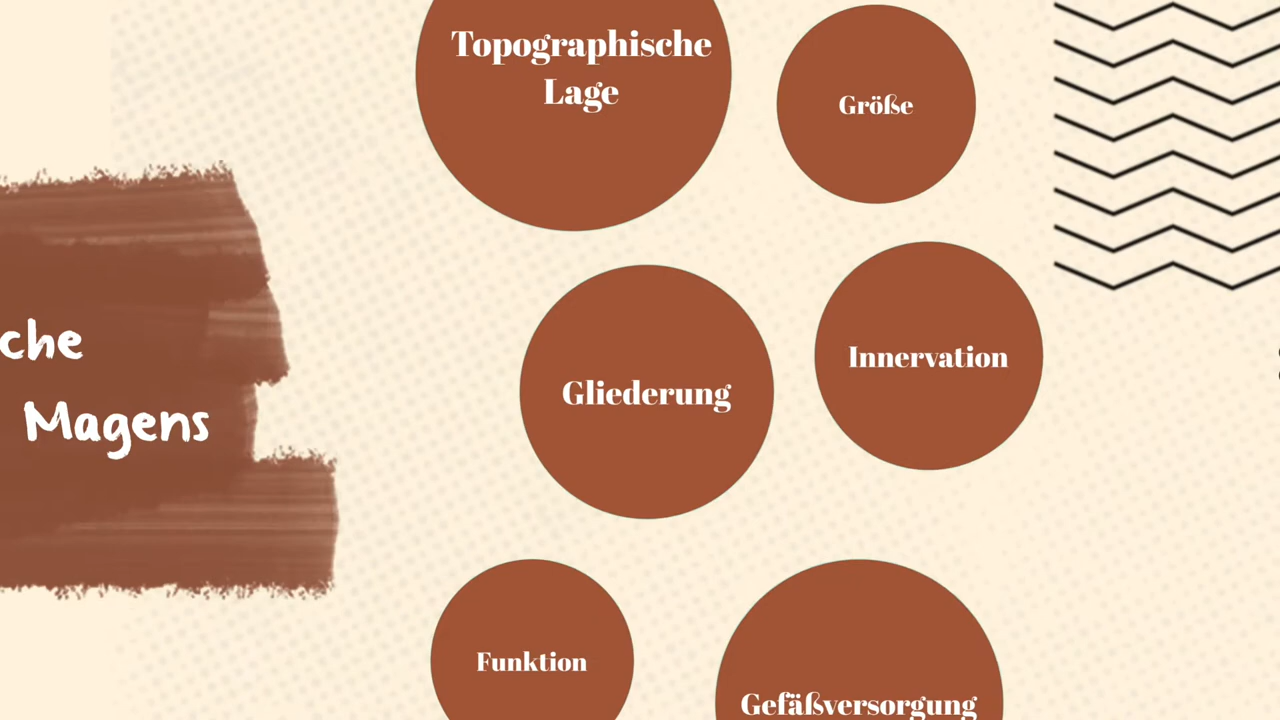 che
Magens
Topographische
Lage
Größe
Gliederung
Innervation
Funktion
Gefäßversorgung